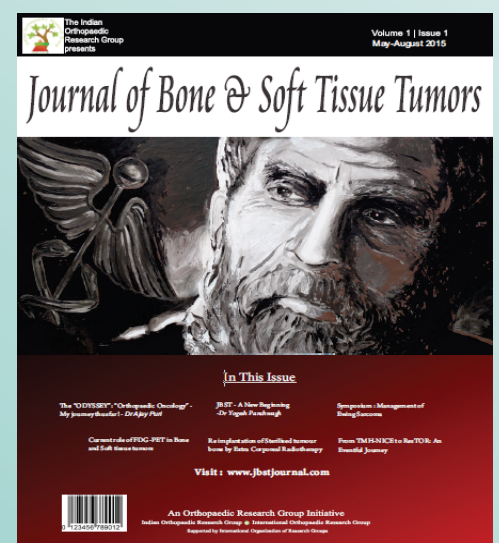 The Indian
Orthopaedic
Research Group
presents
Volume 1 | Issue 1
May-August 2015
Journal of Bone & Soft Tissue Tumors
In This Issue
The "ODYSSEY": "Orthopaedic Oncology" -
My journey thus far! - Dr Ajay Puri
JBST - A New Beginning
-Dr Yogesh Panchwagh
Symposium : Management of
Ewing Sarcoma
Current role of FDG-PET in Bone
and Soft tissue tumors
Re implantation of Sterilised tumour
bone by Extra Corporeal Radiotherapy
From TMH-NICE to ResTOR: An
Eventful Journey
Visit : www.jbstjournal.com
0 123456 789012
An Orthopaedic Research Group Initiative
Indian Orthopaedic Research Group International Orthopaedic Research Group
Supported by International Organisation of Research Groups